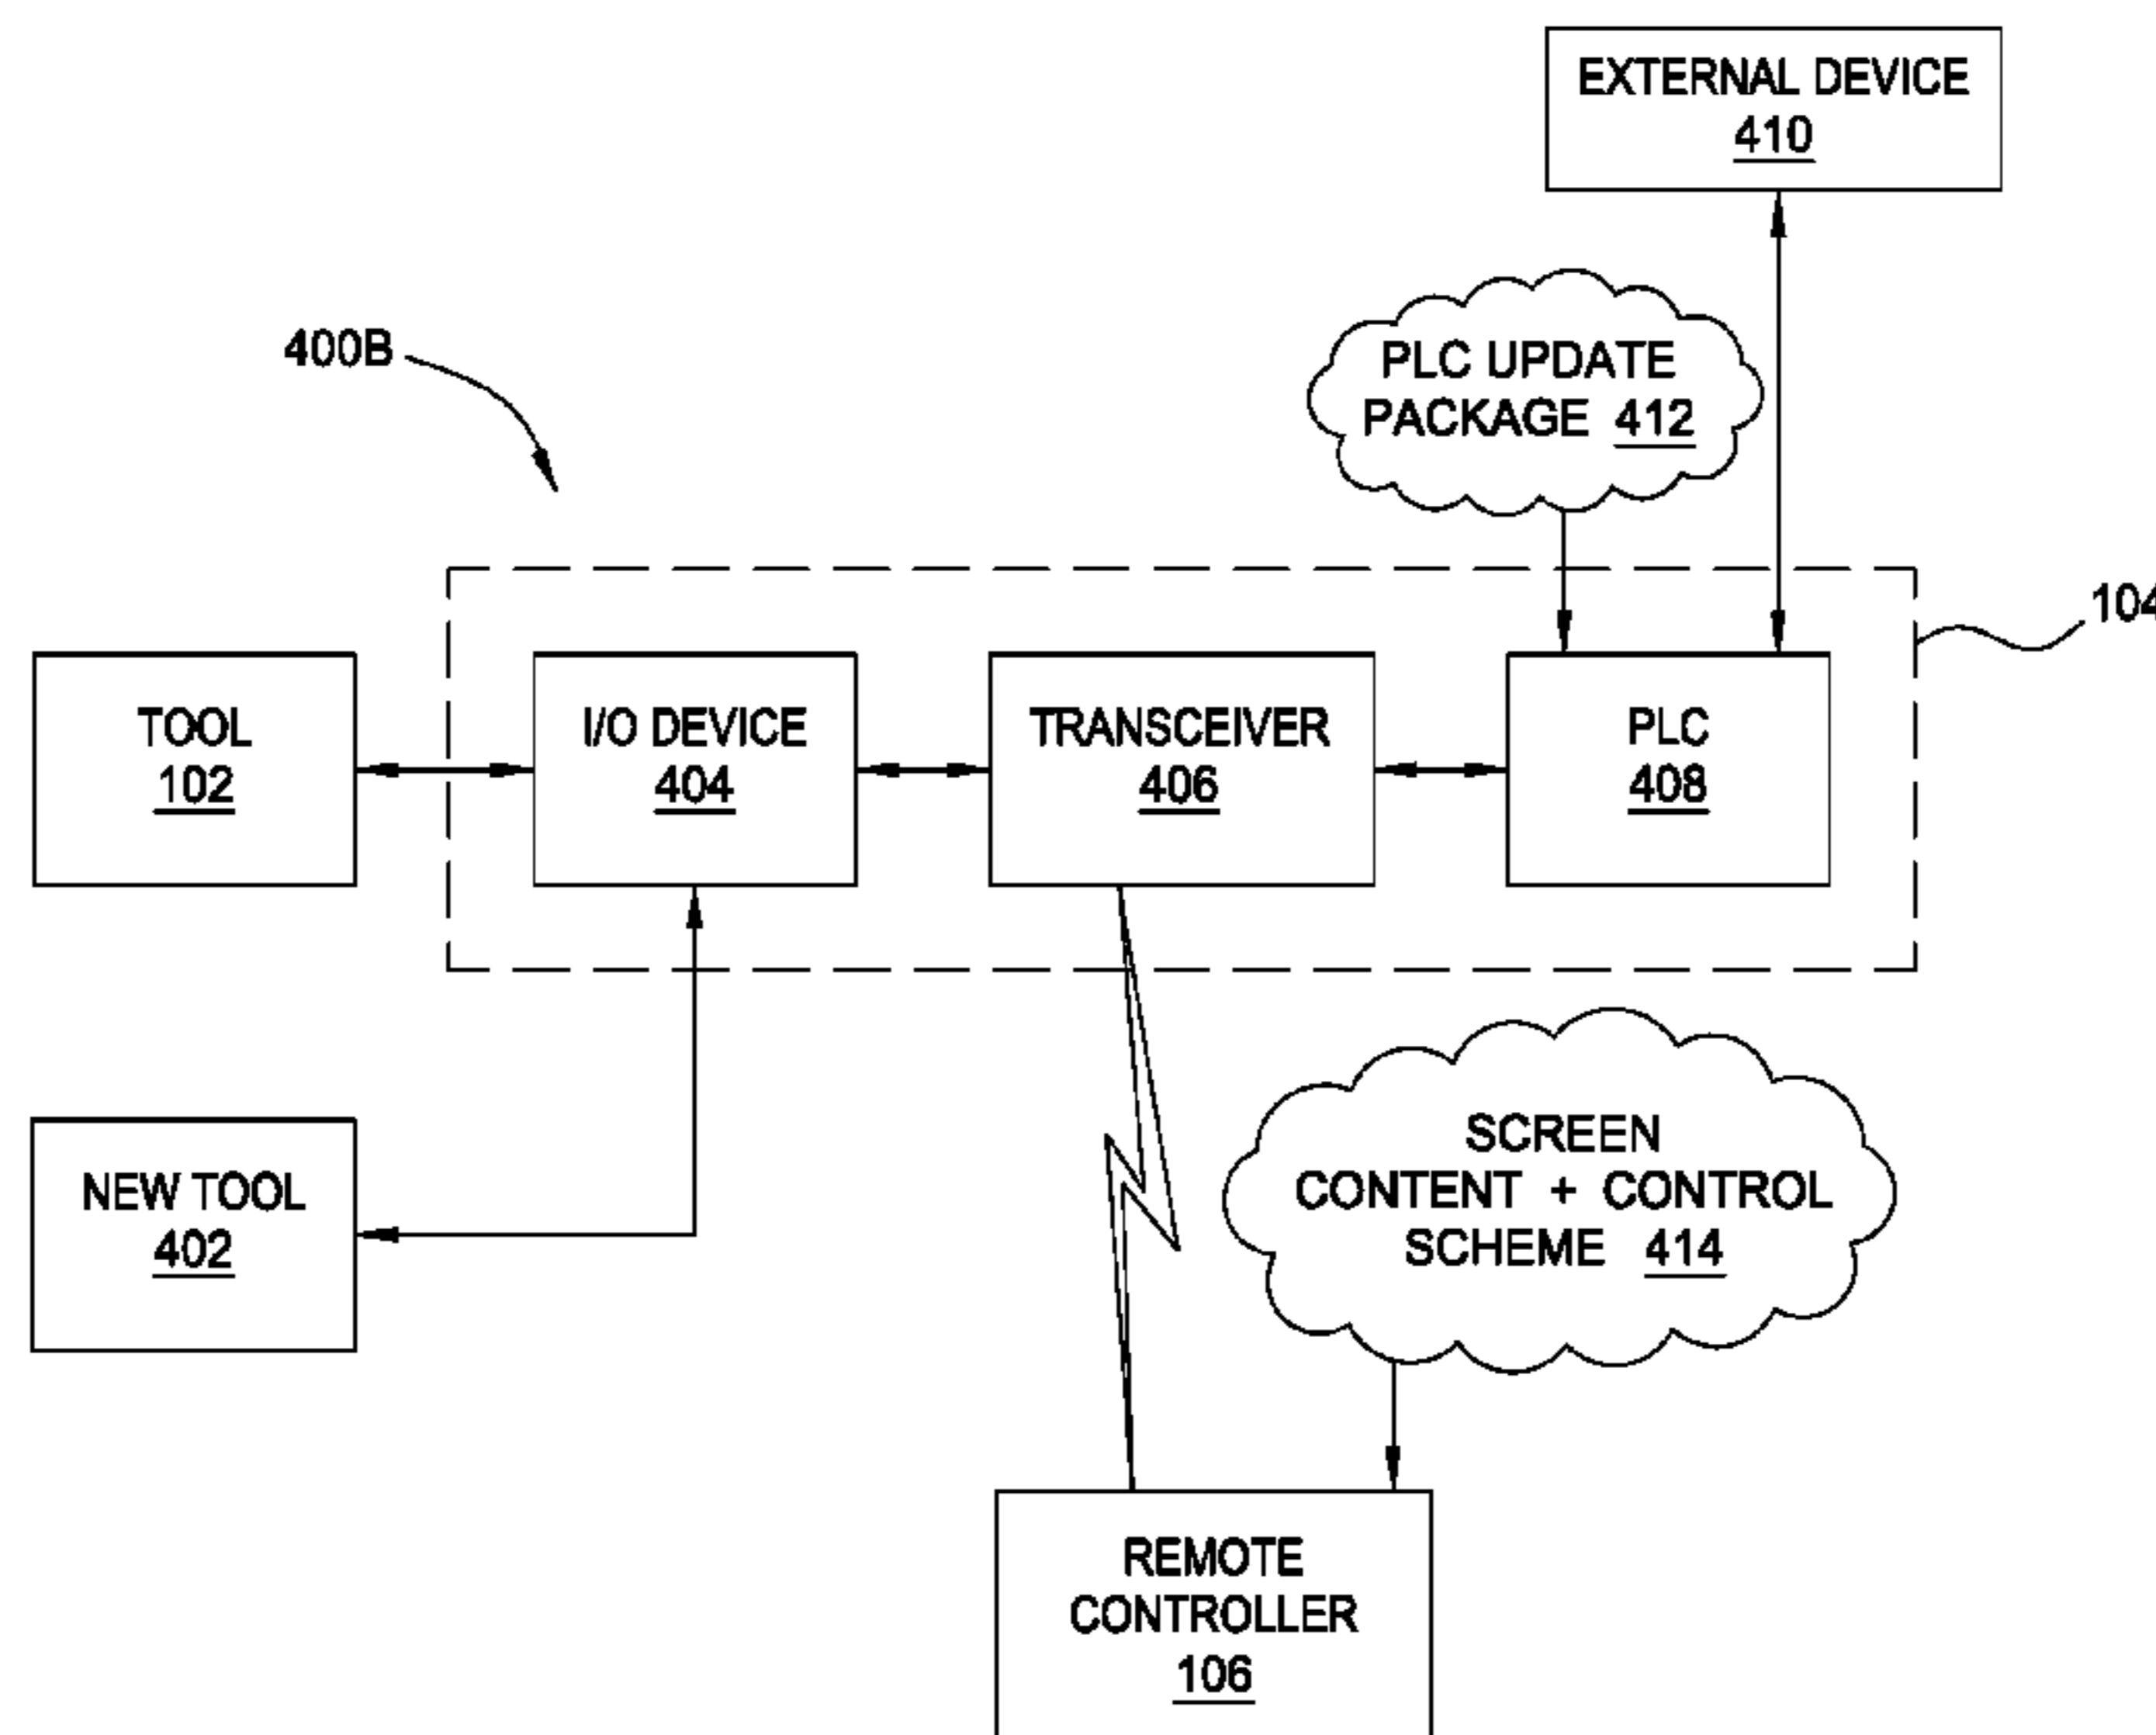 EXTERNAL DEVICE
410
400B
PLC UPDATE
PACKAGE 412
104
TOOL
102
I/O DEVICE
404
TRANSCEIVER
406
PLC
408
NEW TOOL
402
SCREEN
CONTENT + CONTROL
SCHEME 414
REMOTE
CONTROLLER
106